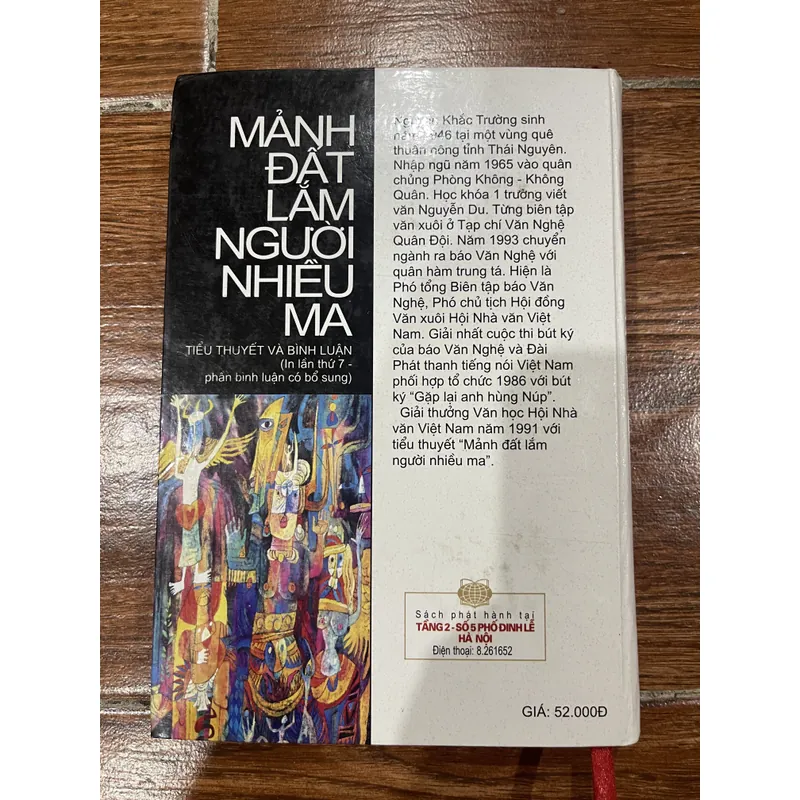 MẢNH
ĐẤT
LẮM
NGƯỜI
NHIỀU
MA
TIỂU THUYẾT VÀ BÌNH LUẬN
(In lần thứ 7 -
phần bình luận có bổ sung)
Khắc Trường sinh
tại một vùng quê
thuần nông tỉnh Thái Nguyên.
Nhập ngũ năm 1965 vào quân
chủng Phòng Không - Không
Quân. Học khóa 1 trường viết
văn Nguyễn Du. Từng biên tập
văn xuôi ở Tạp chí Văn Nghệ
Quân Đội. Năm 1993 chuyển
ngành ra báo Văn Nghệ với
quân hàm trung tá. Hiện là
Phó tổng Biên tập báo Văn
Nghệ, Phó chủ tịch Hội đồng
Văn xuôi Hội Nhà văn Việt
Nam. Giải nhất cuộc thi bút ký
của báo Văn Nghệ và Đài
Phát thanh tiếng nói Việt Nam
phối hợp tổ chức 1986 với bút
ký “Gặp lại anh hùng Núp”.
Giải thưởng Văn học Hội Nhà
văn Việt Nam năm 1991 với
tiểu thuyết “Mảnh đất lắm
người nhiều ma”.
Sách phát hành tại
TẦNG 2 - SỐ 5 PHỐ ĐINH LỄ
HÀ NỘI
Điện thoại: 8.261652
GIÁ: 52.000Đ